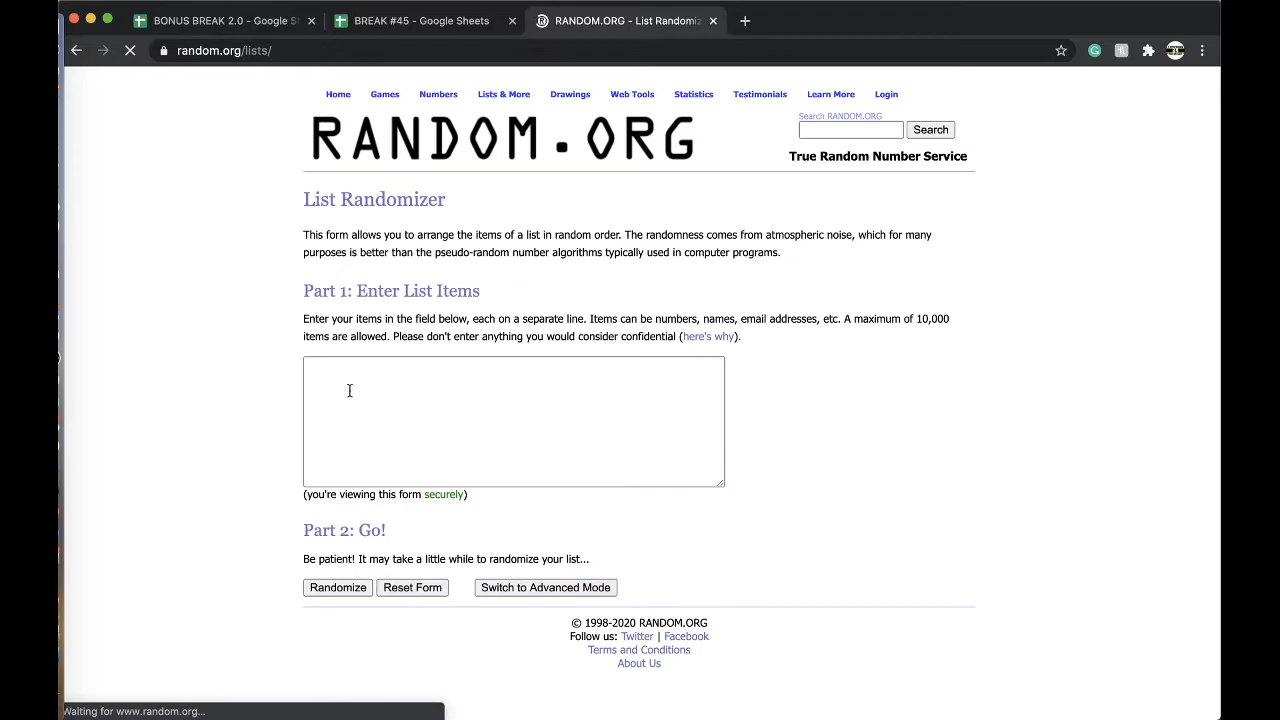 BONUS BREAK 2.0 - Google S
BREAK #45 - Google Sheets
RANDOM.ORG - List Randomiz
random.org/lists/
Home Games Numbers Lists & More Drawings Web Tools Statistics Testimonials Learn More Login
RANDOM.ORG
Search RANDOM.ORG
Search
True Random Number Service
List Randomizer
This form allows you to arrange the items of a list in random order. The randomness comes from atmospheric noise, which for many
purposes is better than the pseudo-random number algorithms typically used in computer programs.
Part 1: Enter List Items
Enter your items in the field below, each on a separate line. Items can be numbers, names, email addresses, etc. A maximum of 10,000
items are allowed. Please don't enter anything you would consider confidential (here's why).
(you're viewing this form securely)
Part 2: Go!
Be patient! It may take a little while to randomize your list...
Randomize Reset Form Switch to Advanced Mode
© 1998-2020 RANDOM.ORG
Follow us: Twitter | Facebook
Terms and Conditions
About Us
Waiting for www.random.org...